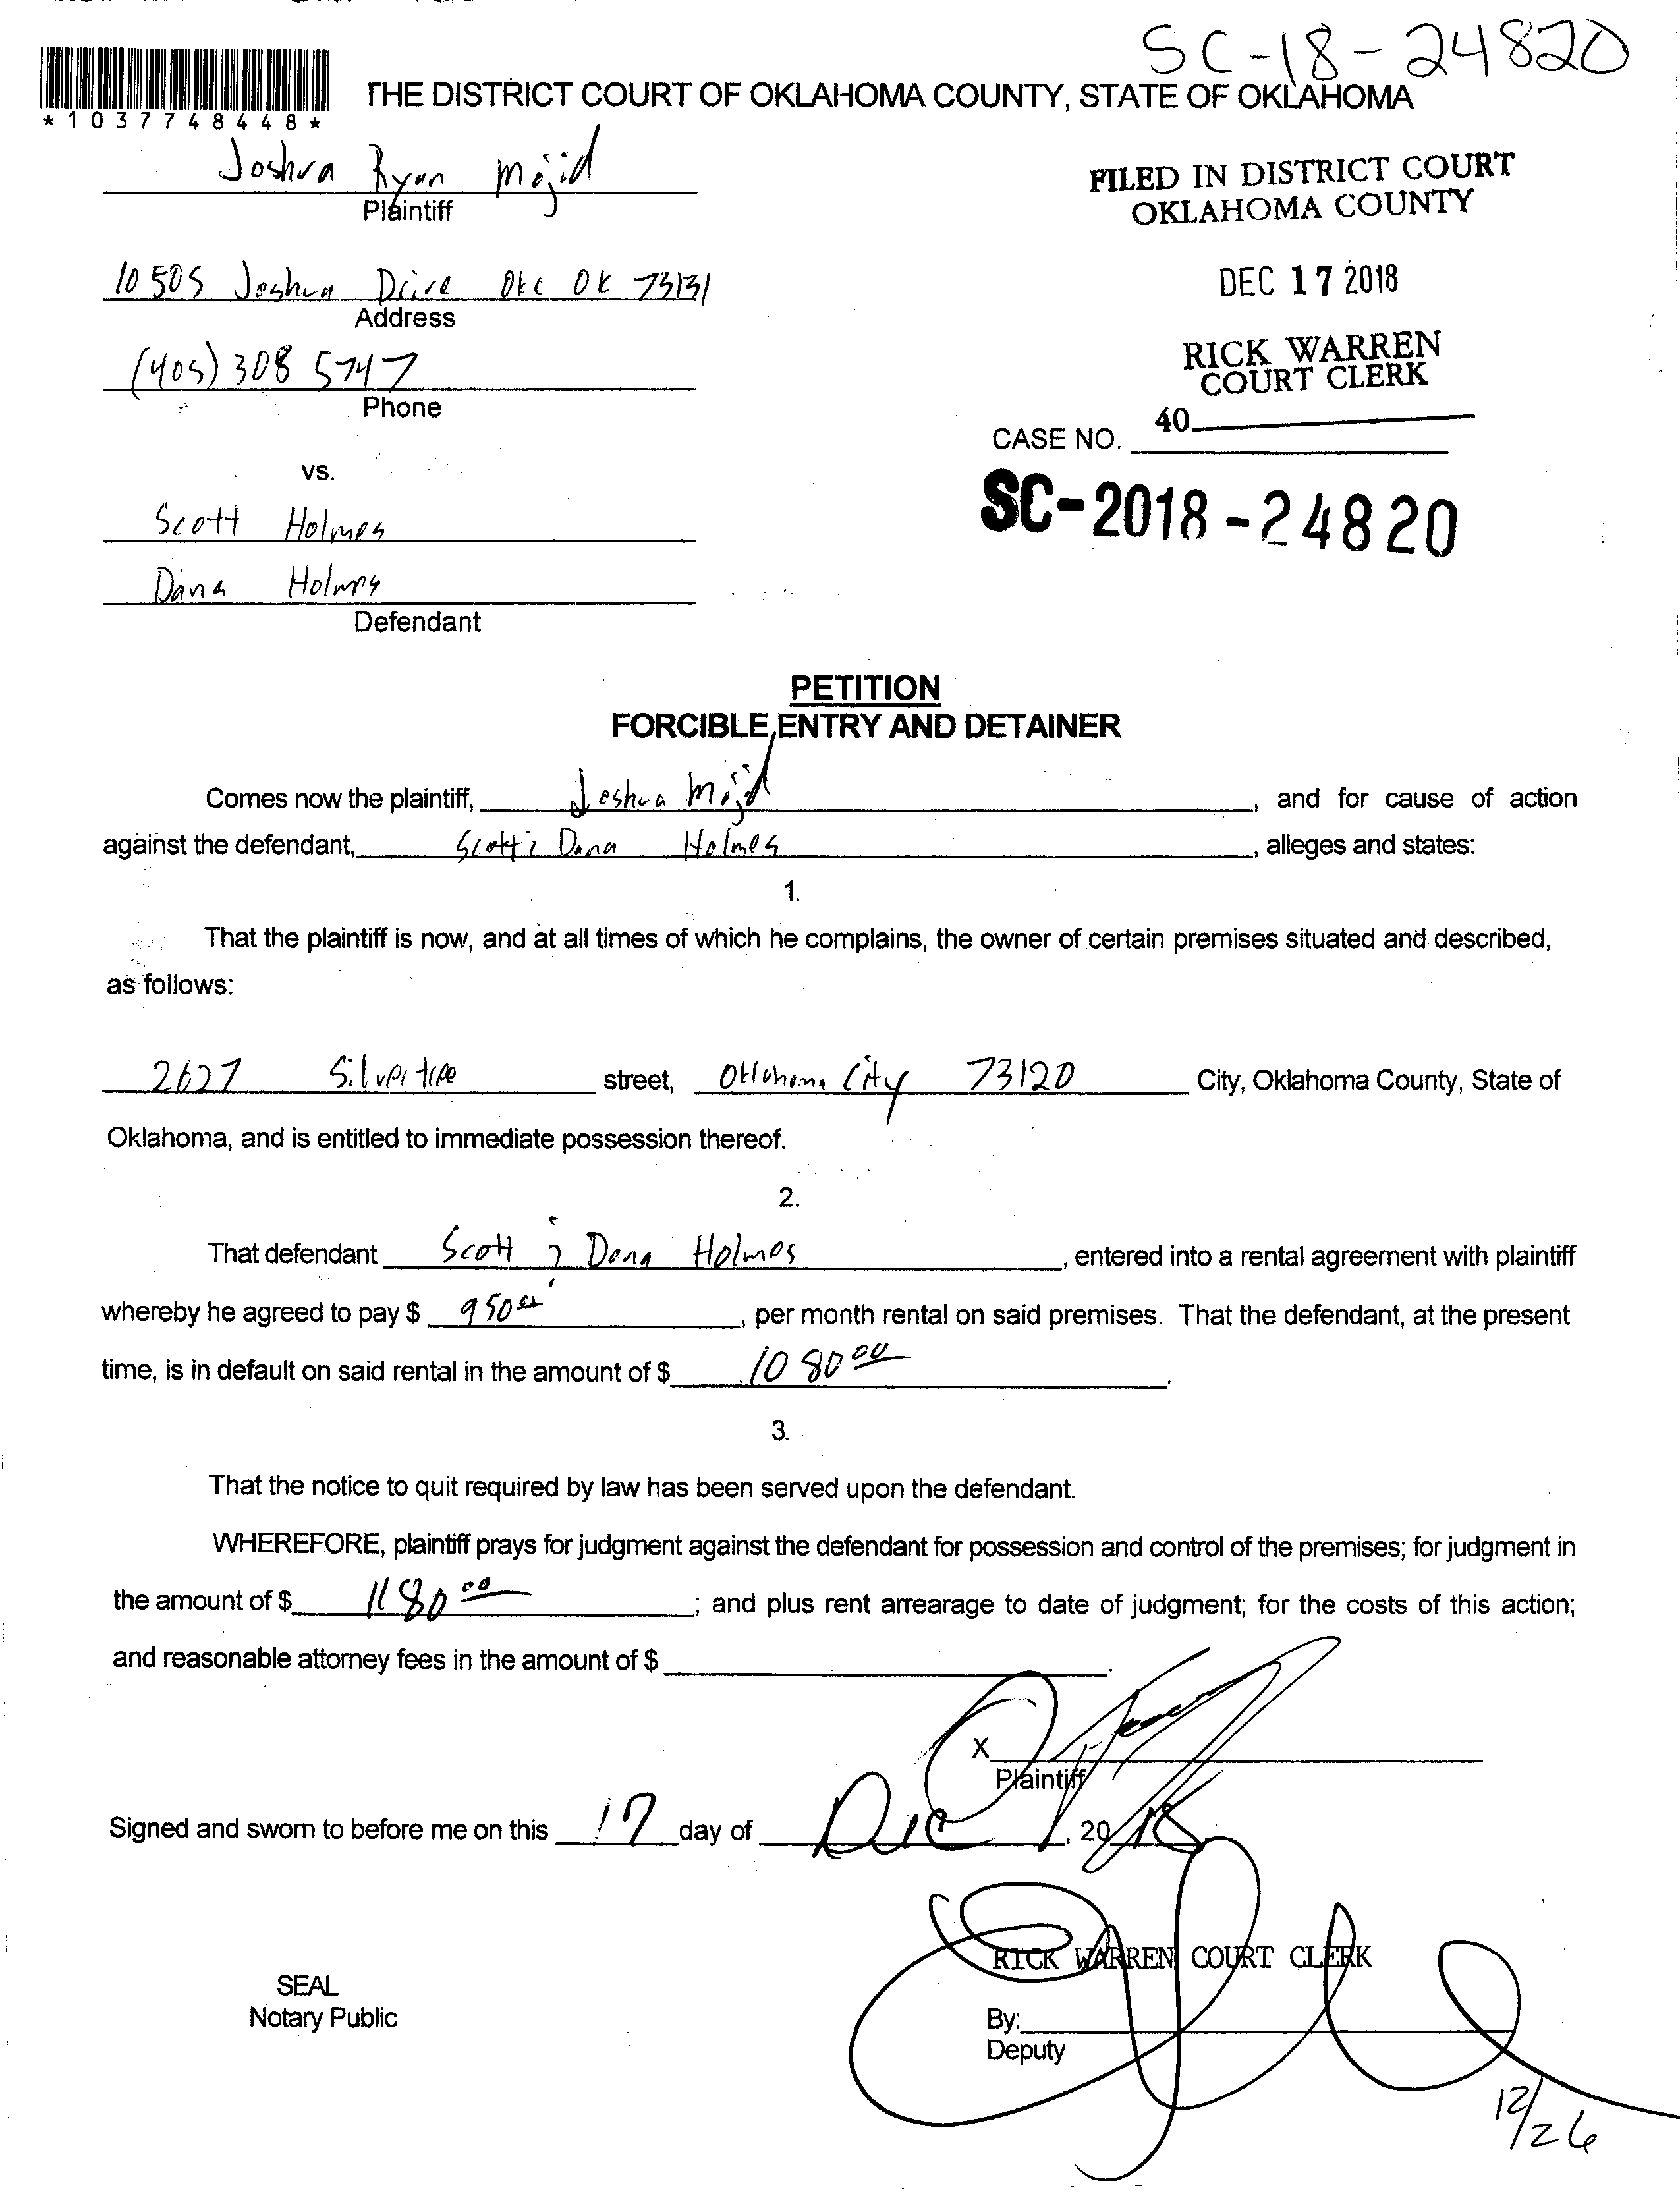 SC-18-24820
THE DISTRICT COURT OF OKLAHOMA COUNTY, STATE OF OKLAHOMA
*1037748448*
Joshua Ryan Mojid
Plaintiff
FILED IN DISTRICT COURT
OKLAHOMA COUNTY
10505 Joshua Drive Okc OK 73131
Address
DEC 17 2018
(405) 308 5747
Phone
RICK WARREN
COURT CLERK
40
CASE NO.
vs.
SC-2018-24820
Scott Holmes
Dana Holmes
Defendant
PETITION
FORCIBLE ENTRY AND DETAINER
Comes now the plaintiff, Joshua Mojid, and for cause of action
against the defendant, Scott & Dana Holmes, alleges and states:
1.
That the plaintiff is now, and at all times of which he complains, the owner of certain premises situated and described,
as follows:
2627 Silvertree street, Oklahoma City 73120 City, Oklahoma County, State of
Oklahoma, and is entitled to immediate possession thereof.
2.
That defendant Scott & Dana Holmes, entered into a rental agreement with plaintiff
whereby he agreed to pay $ 950.00, per month rental on said premises. That the defendant, at the present
time, is in default on said rental in the amount of $ 1080.00.
3.
That the notice to quit required by law has been served upon the defendant.
WHEREFORE, plaintiff prays for judgment against the defendant for possession and control of the premises; for judgment in
the amount of $ 1180.00; and plus rent arrearage to date of judgment; for the costs of this action;
and reasonable attorney fees in the amount of $.
X
Plaintiff
Signed and sworn to before me on this 17 day of Dec, 2018
RICK WARREN COURT CLERK
SEAL
Notary Public
By:
Deputy
12/26